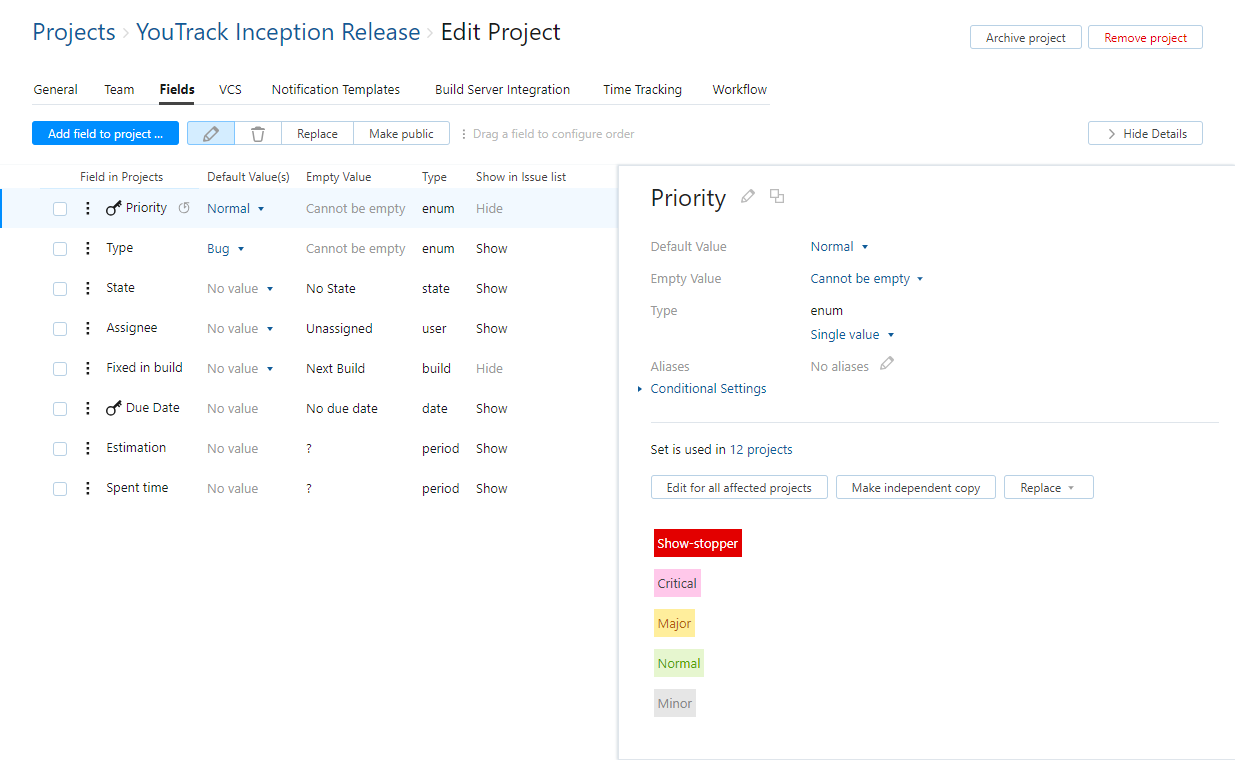 Projects › YouTrack Inception Release › Edit Project
Archive project
Remove project
General Team Fields VCS Notification Templates Build Server Integration Time Tracking Workflow
Add field to project ...
Replace
Make public
Drag a field to configure order
Hide Details
Field in Projects Default Value(s) Empty Value Type Show in Issue list
Priority Normal Cannot be empty enum Hide
Type Bug Cannot be empty enum Show
State No value No State state Show
Assignee No value Unassigned user Show
Fixed in build No value Next Build build Hide
Due Date No value No due date date Show
Estimation No value ? period Show
Spent time No value ? period Show
Priority
Default Value Normal
Empty Value Cannot be empty
Type enum
Single value
Aliases No aliases
Conditional Settings
Set is used in 12 projects
Edit for all affected projects
Make independent copy
Replace
Show-stopper
Critical
Major
Normal
Minor